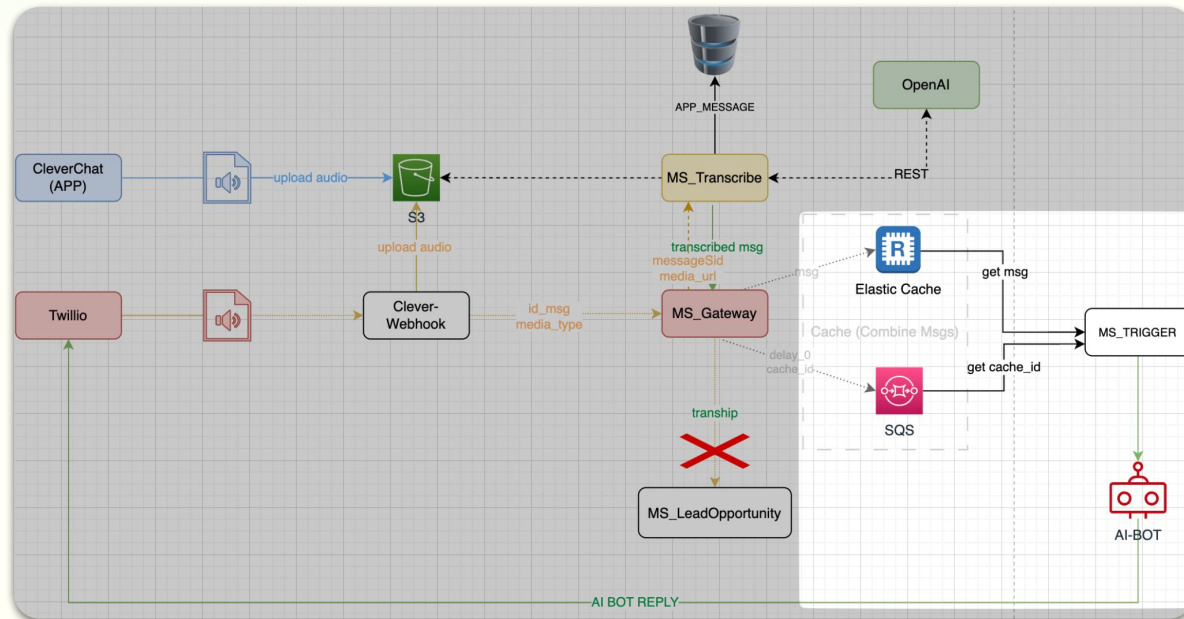 APP_MESSAGE
OpenAI
CleverChat
(APP)
upload audio
S3
MS_Transcribe
REST
upload audio
transcribed msg
messageSid
media_url
msg
R
Elastic Cache
get msg
Twillio
Clever-
Webhook
id_msg
media_type
MS_Gateway
Cache (Combine Msgs)
MS_TRIGGER
delay_0
cache_id
get cache_id
SQS
tranship
MS_LeadOpportunity
AI-BOT
AI BOT REPLY